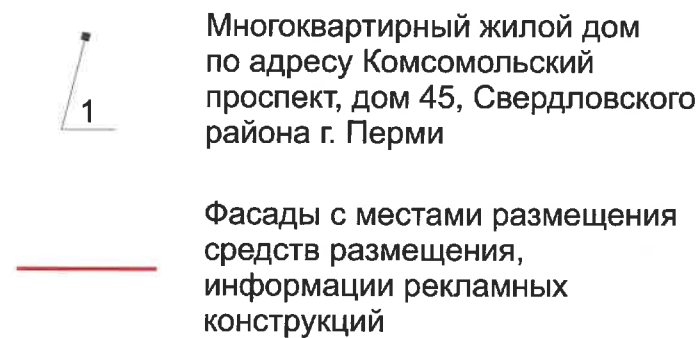 Многоквартирный жилой дом
по адресу Комсомольский
проспект, дом 45, Свердловского
района г. Перми
1
Фасады с местами размещения
средств размещения,
информации рекламных
конструкций